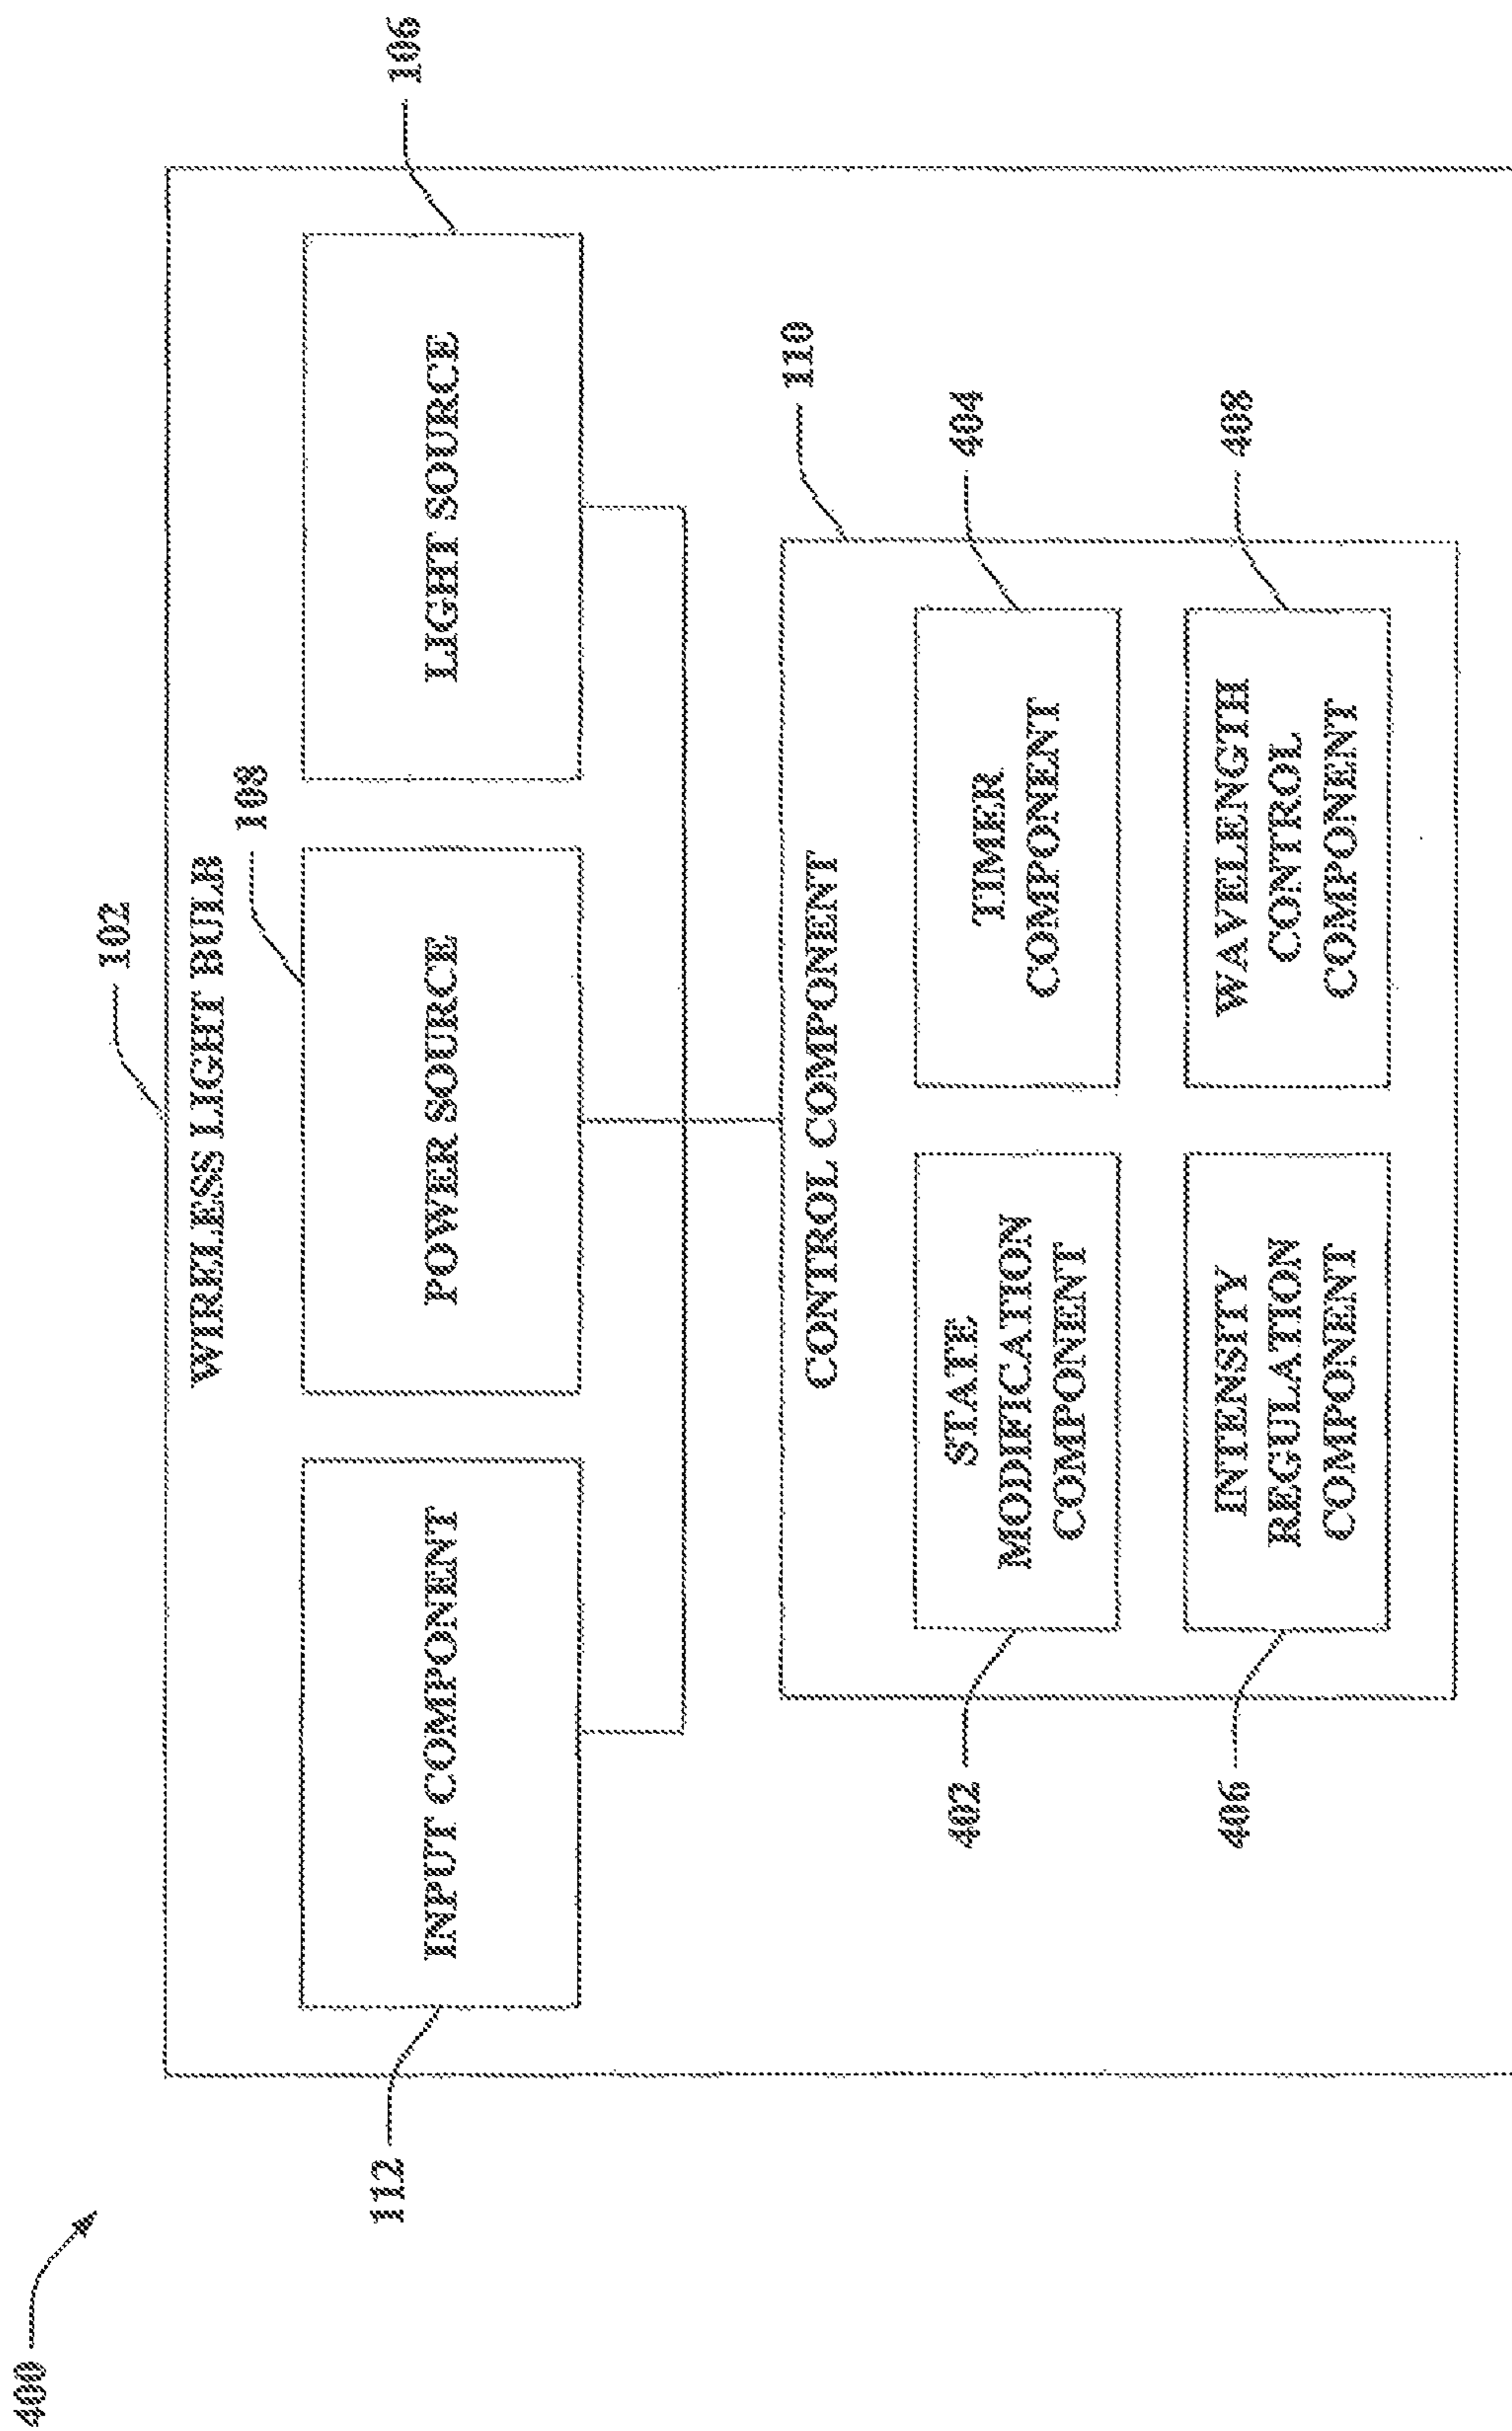 400
102
WIRELESS LIGHT BULB
108
112
106
INPUT COMPONENT
POWER SOURCE
LIGHT SOURCE
110
CONTROL COMPONENT
402
STATE
MODIFICATION
COMPONENT
404
TIMER
COMPONENT
406
INTENSITY
REGULATION
COMPONENT
408
WAVELENGTH
CONTROL
COMPONENT